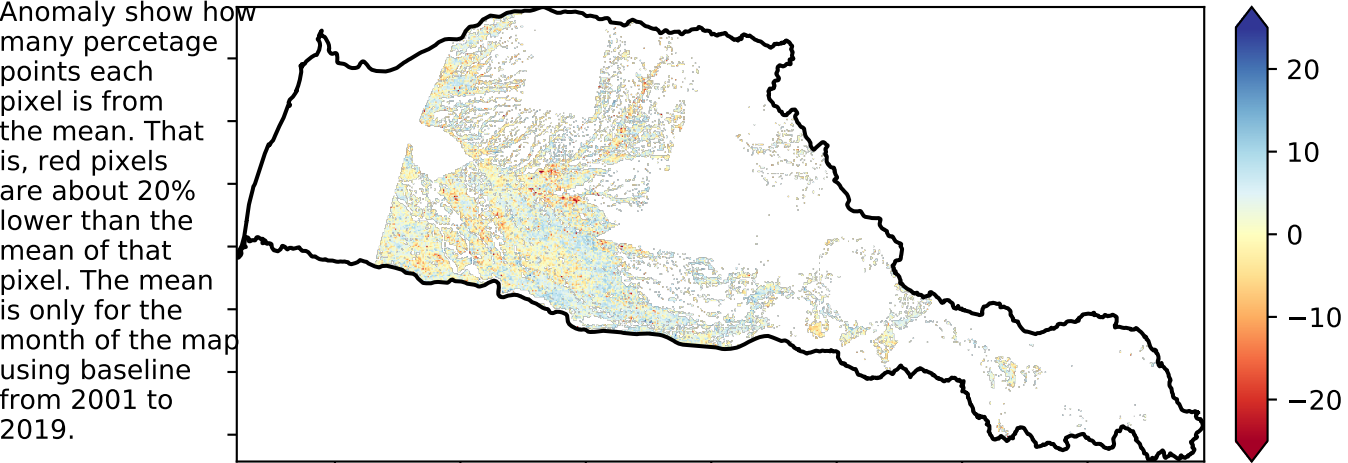 Anomaly show how
many percetage
points each
pixel is from
the mean. That
is, red pixels
are about 20%
lower than the
mean of that
pixel. The mean
is only for the
month of the map
using baseline
from 2001 to
2019.
20
10
0
−10
−20